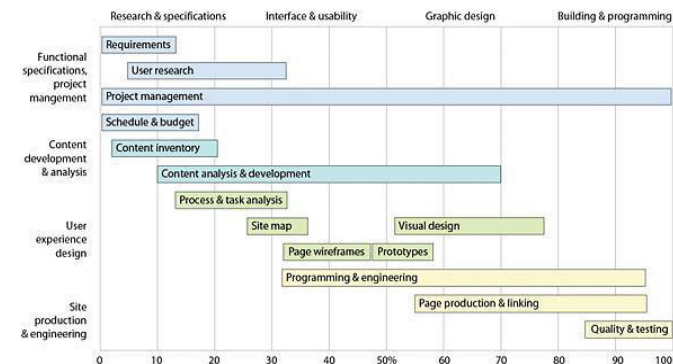 Research & specifications Interface & usability Graphic design Building & programming
Functional
specifications,
project
mangement
Requirements
User research
Project management
Schedule & budget
Content
development
& analysis
Content inventory
Content analysis & development
Process & task analysis
User
experience
design
Site map Visual design
Page wireframes Prototypes
Programming & engineering
Site
production
& engineering
Page production & linking
Quality & testing
0 10 20 30 40 50% 60 70 80 90 100